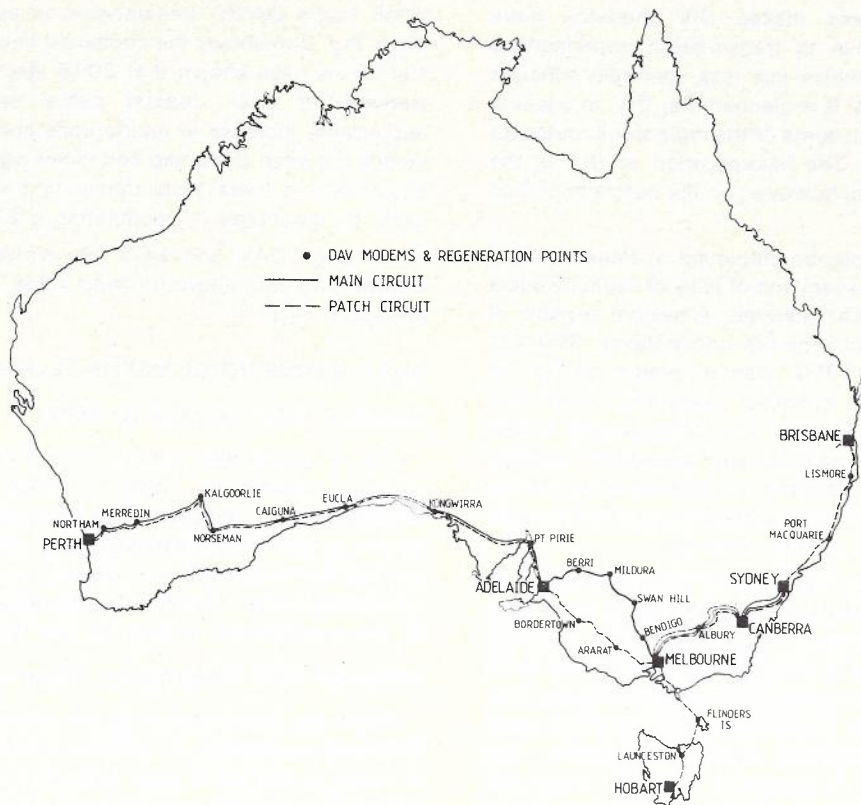 DAV MODEMS & REGENERATION POINTS
MAIN CIRCUIT
PATCH CIRCUIT
BRISBANE
LISMORE
PORT
MACQUARIE
SYDNEY
CANBERRA
ALBURY
MELBOURNE
BENDIGO
SWAN HILL
MILDURA
BERRI
ADELAIDE
BORDERTOWN
ARARAT
PT PIRIE
KONGWIRRA
EUCLA
CAIGUNA
NORSEMAN
KALGOORLIE
MERREDIN
NORTHAM
PERTH
FLINDERS
IS
LAUNCESTON
HOBART